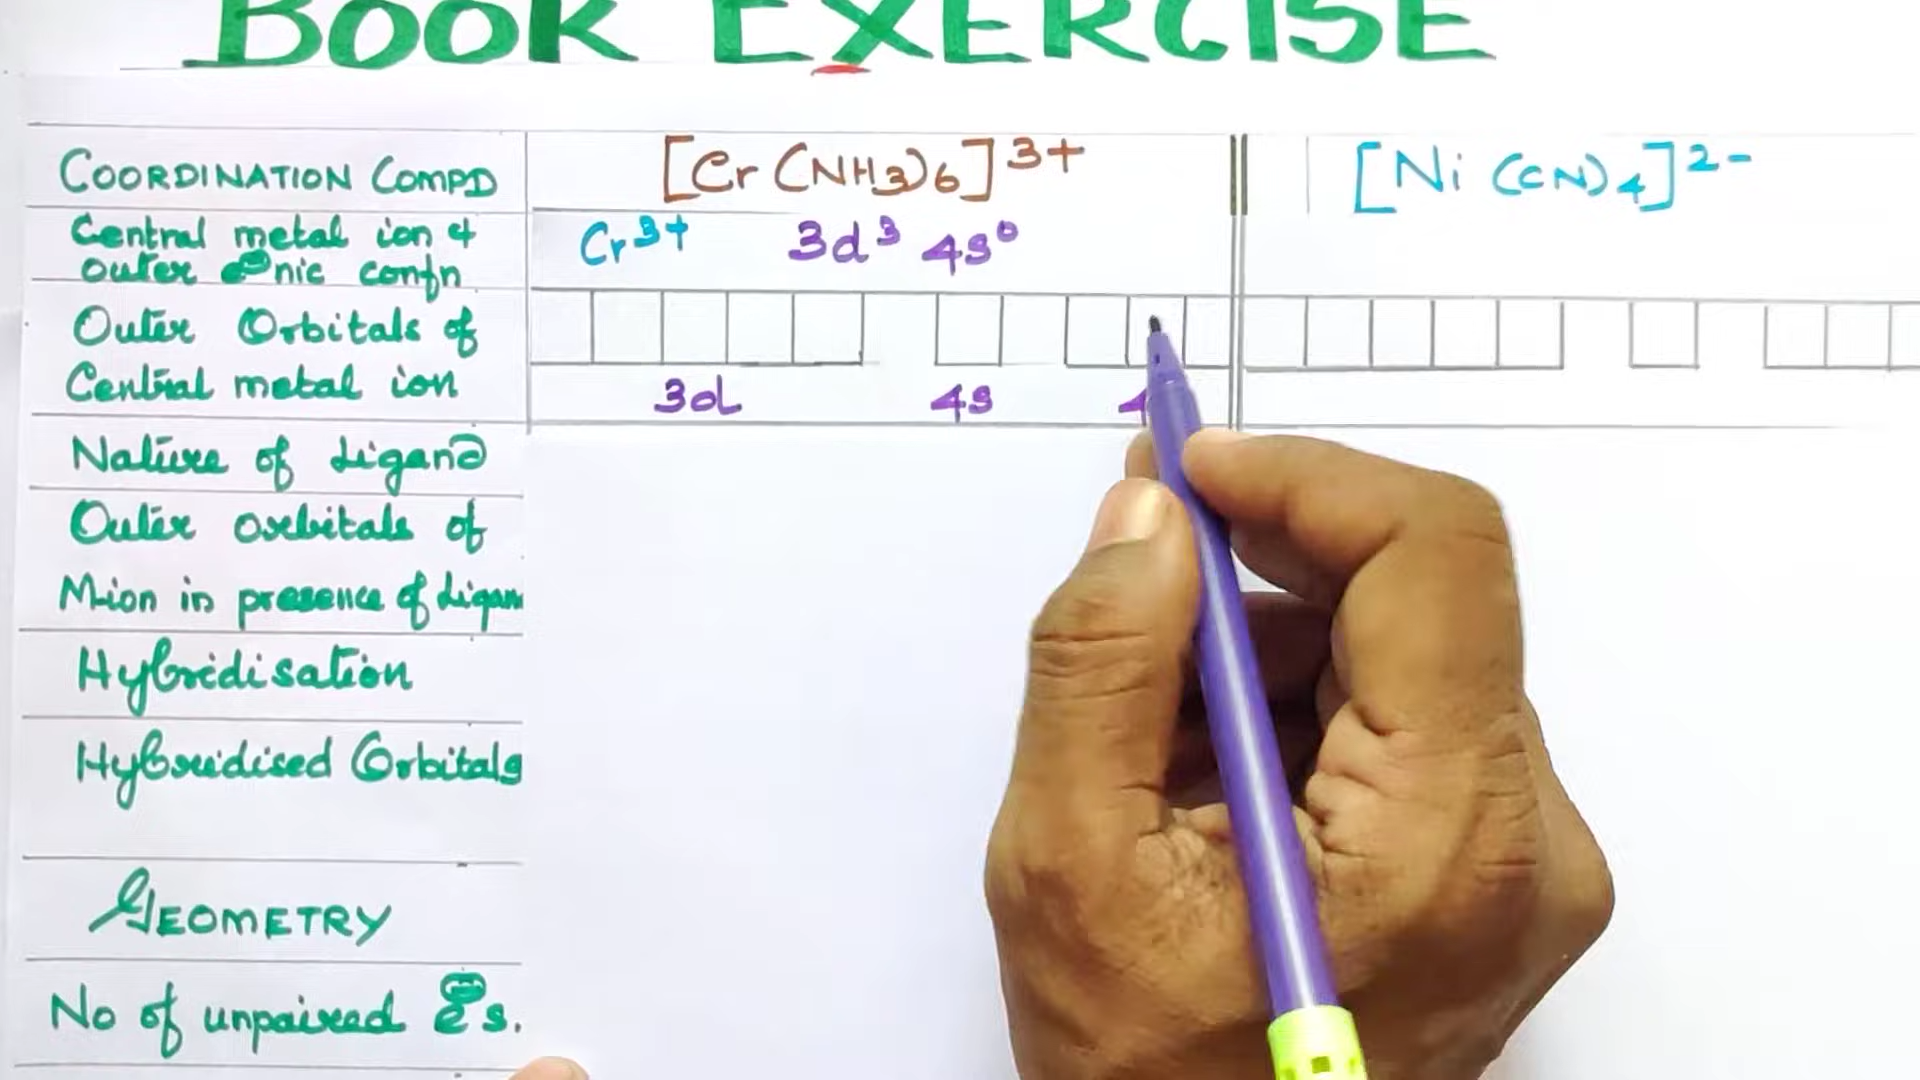 BOOK EXERCISE
COORDINATION COMPD
[Cr (NH3)6]3+
[Ni (CN)4]2-
Central metal ion &
outer e nic confn
Cr3+ 3d3 4s0
Outer Orbitals of
Central metal ion
3d 4s 4
Nature of Ligand
Outer orbitals of
M-ion in presence of Ligan
Hybridisation
Hybridised Orbitals
GEOMETRY
No of unpaired e s.